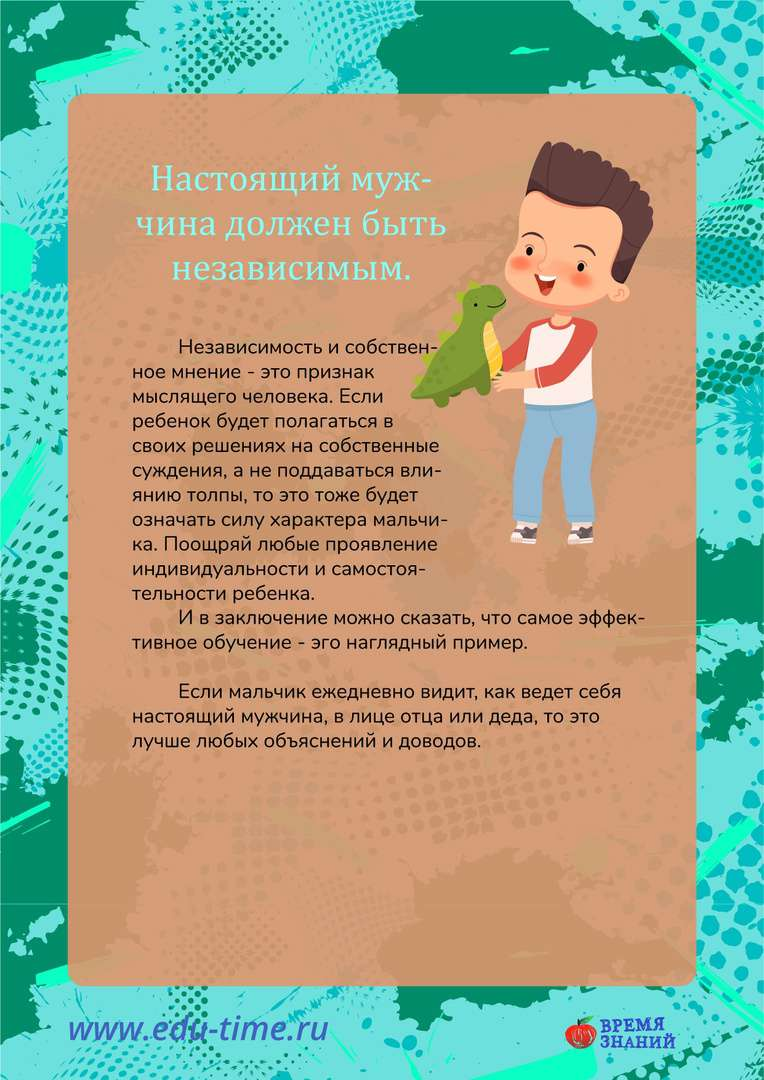 Настоящий муж-
чина должен быть
независимым.
Независимость и собствен-
ное мнение - это признак
мыслящего человека. Если
ребенок будет полагаться в
своих решениях на собственные
суждения, а не поддаваться вли-
янию толпы, то это тоже будет
означать силу характера мальчи-
ка. Поощряй любые проявление
индивидуальности и самостоя-
тельности ребенка.
И в заключение можно сказать, что самое эффек-
тивное обучение - эго наглядный пример.
Если мальчик ежедневно видит, как ведет себя
настоящий мужчина, в лице отца или деда, то это
лучше любых объяснений и доводов.
www.edu-time.ru
ВРЕМЯ
ЗНАНИЙ